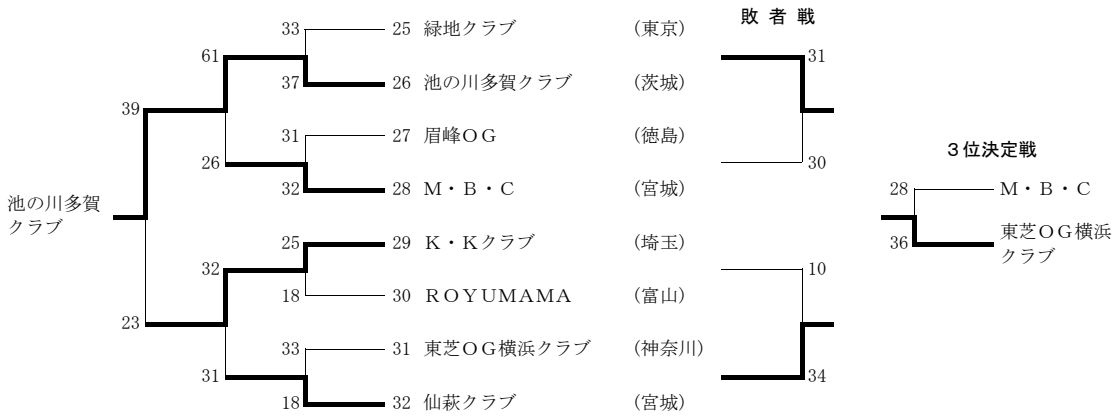 敗者戦
33 25 緑地クラブ (東京)
61 31
37 26 池の川多賀クラブ (茨城)
39
31 27 眉峰OG (徳島)
26 30
3位決定戦
32 28 M・B・C (宮城)
28 M・B・C
池の川多賀
クラブ
25 29 K・Kクラブ (埼玉)
36 東芝OG横浜
クラブ
32 10
18 30 ROYUMAMA (富山)
23
33 31 東芝OG横浜クラブ (神奈川)
31 34
18 32 仙萩クラブ (宮城)